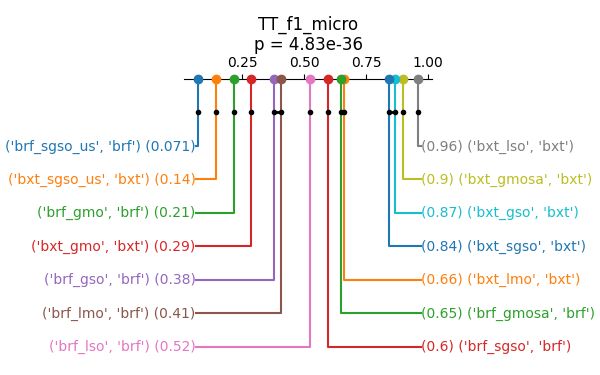 TT_f1_micro
p = 4.83e-36
0.25 0.50 0.75 1.00
('brf_sgso_us', 'brf') (0.071) (0.96) ('bxt_lso', 'bxt')
('bxt_sgso_us', 'bxt') (0.14) (0.9) ('bxt_gmosa', 'bxt')
('brf_gmo', 'brf') (0.21) (0.87) ('bxt_gso', 'bxt')
('bxt_gmo', 'bxt') (0.29) (0.84) ('bxt_sgso', 'bxt')
('brf_gso', 'brf') (0.38) (0.66) ('bxt_lmo', 'bxt')
('brf_lmo', 'brf') (0.41) (0.65) ('brf_gmosa', 'brf')
('brf_lso', 'brf') (0.52) (0.6) ('brf_sgso', 'brf')